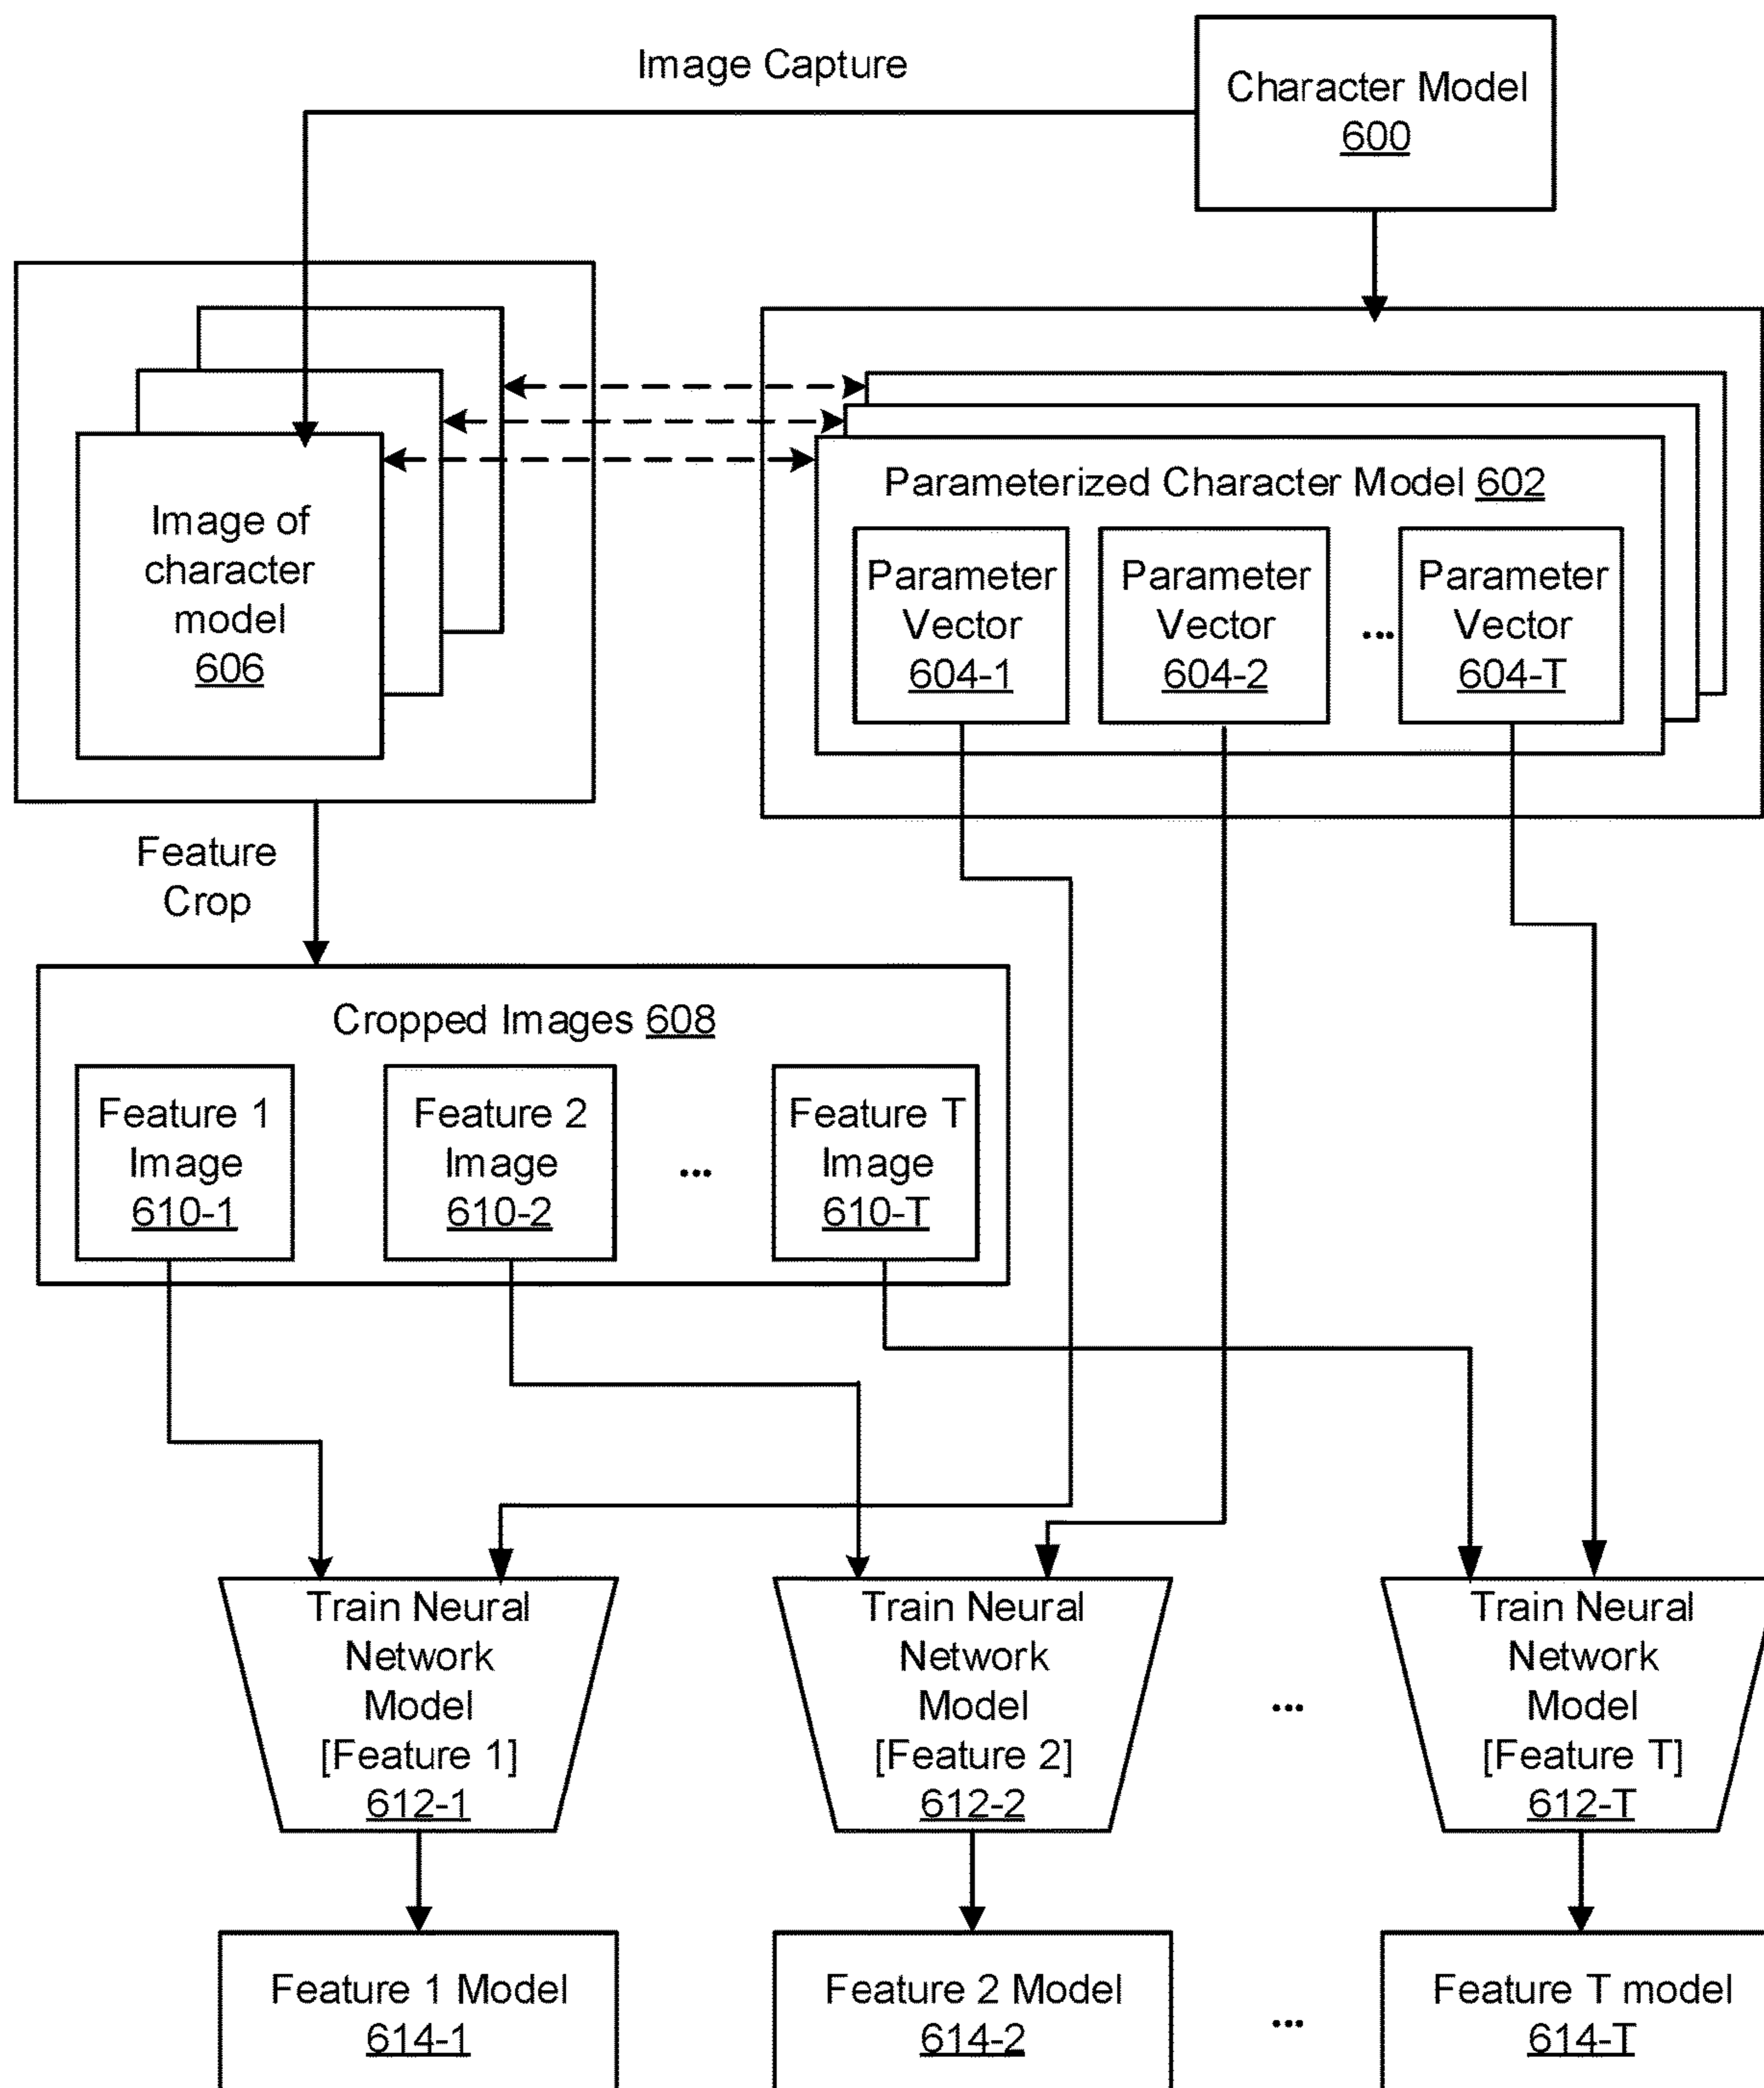 Image Capture
Character Model
600
Image of
character
model
606
Parameterized Character Model 602
Parameter
Vector
604-1
Parameter
Vector
604-2
...
Parameter
Vector
604-T
Feature
Crop
Cropped Images 608
Feature 1
Image
610-1
Feature 2
Image
610-2
...
Feature T
Image
610-T
Train Neural
Network
Model
[Feature 1]
612-1
Train Neural
Network
Model
[Feature 2]
612-2
...
Train Neural
Network
Model
[Feature T]
612-T
Feature 1 Model
614-1
Feature 2 Model
614-2
...
Feature T model
614-T